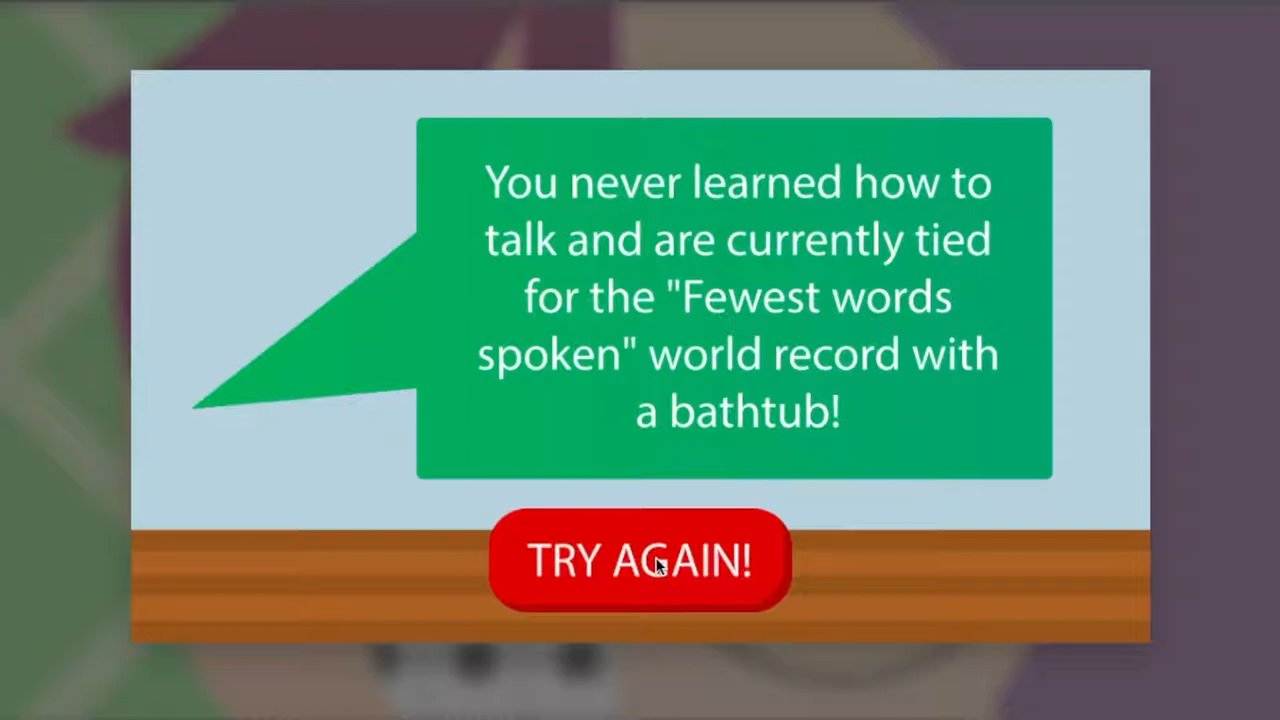 You never learned how to
talk and are currently tied
for the "Fewest words
spoken" world record with
a bathtub!
TRY AGAIN!